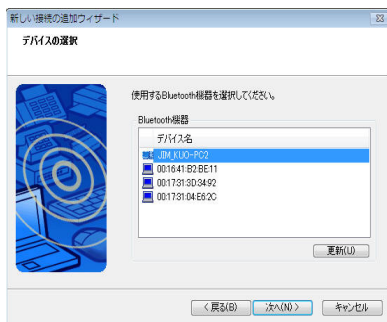 新しい接続の追加ウィザード
デバイスの選択
使用するBluetooth機器を選択してください。
Bluetooth機器
デバイス名
JIM_KUO-PC2
00:16:41:B2:BE:11
00:17:31:3D:34:92
00:17:31:04:E6:2C
更新(U)
< 戻る(B)
次へ(N) >
キャンセル